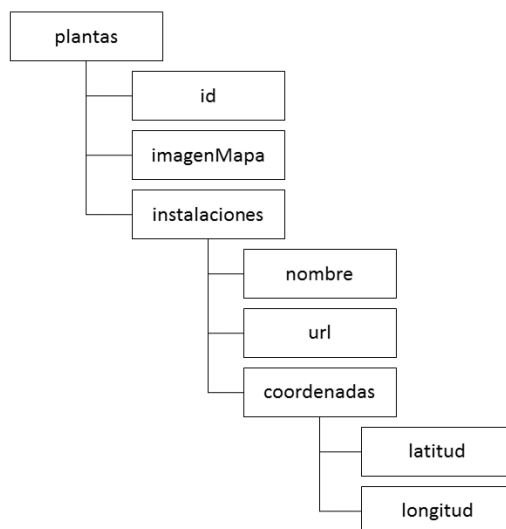 plantas
id
imagenMapa
instalaciones
nombre
url
coordenadas
latitud
longitud